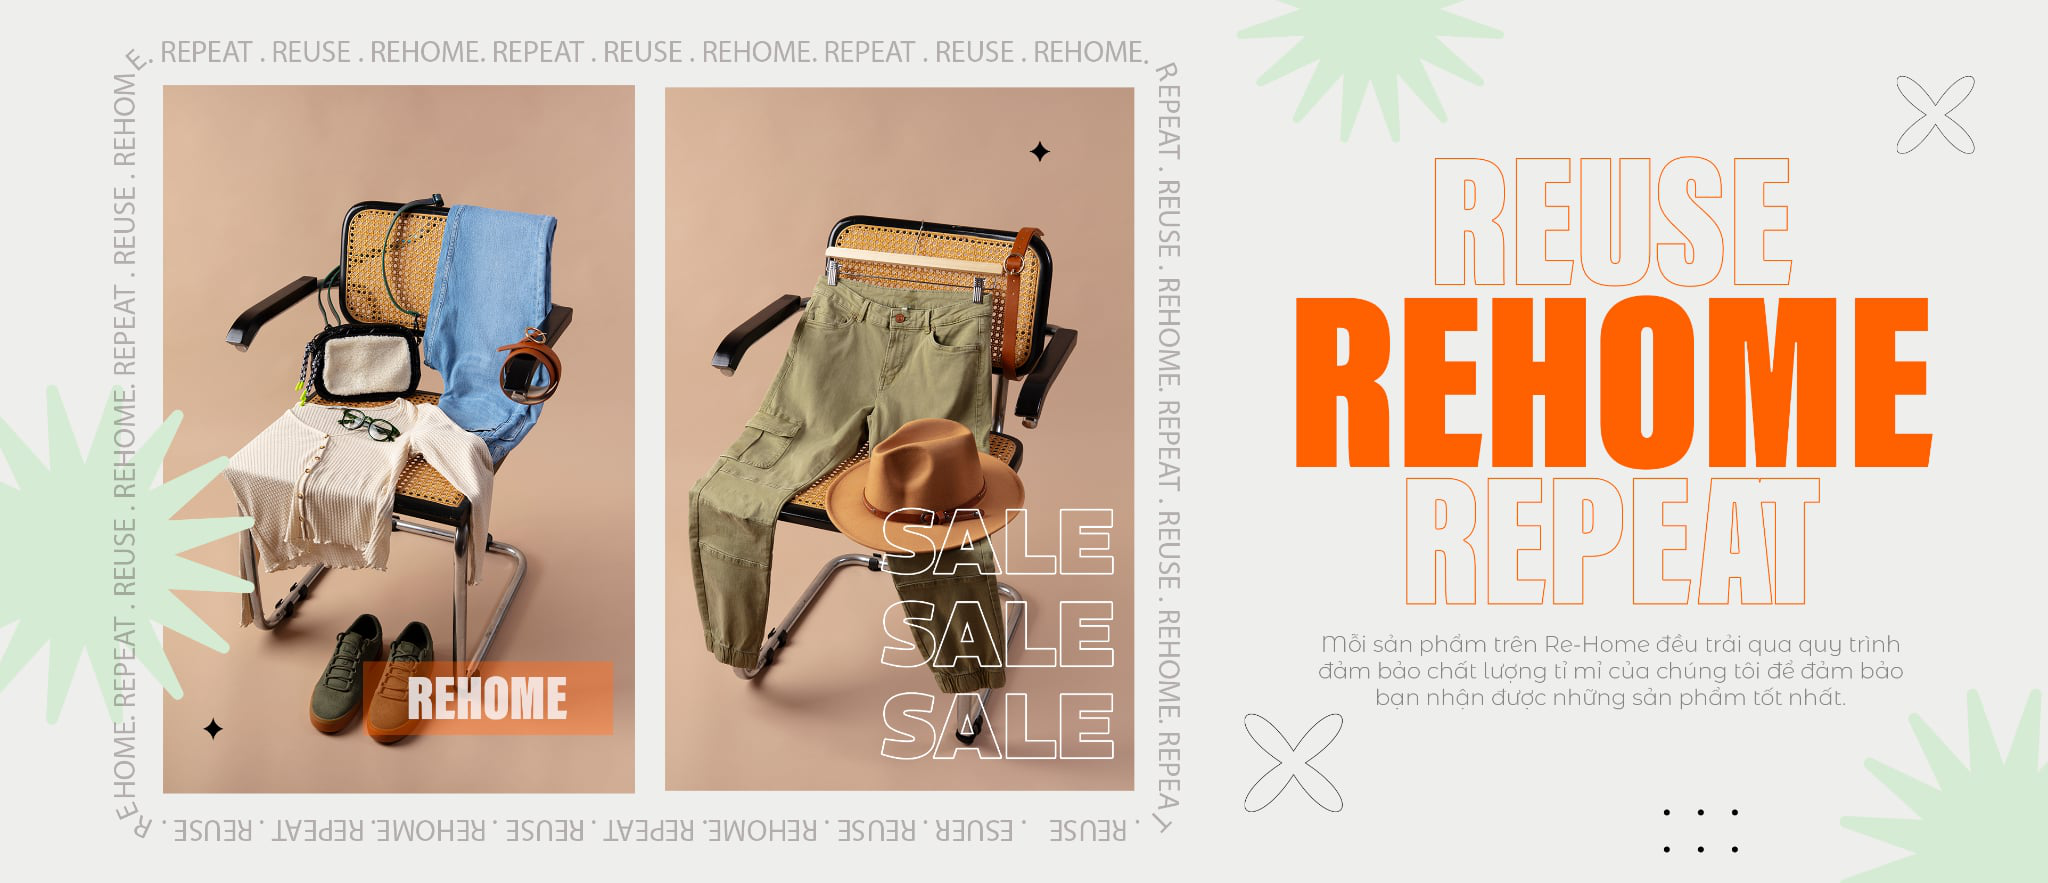 REPEAT . REUSE . REHOME. REPEAT . REUSE . REHOME. REPEAT . REUSE . REHOME.
REPEAT . REUSE . REHOME. REPEAT . REUSE . REHOME. REPEAT
. REUSE . REUSE . REUSE . REHOME. REPEAT . REUSE . REHOME. REPEAT . REUSE .
REHOME. REPEAT . REUSE . REHOME. REPEAT . REUSE . REHOME.
REHOME
SALE
SALE
SALE
REUSE
REHOME
REPEAT
Mỗi sản phẩm trên Re-Home đều trải qua quy trình
đảm bảo chất lượng tỉ mỉ của chúng tôi để đảm bảo
bạn nhận được những sản phẩm tốt nhất.